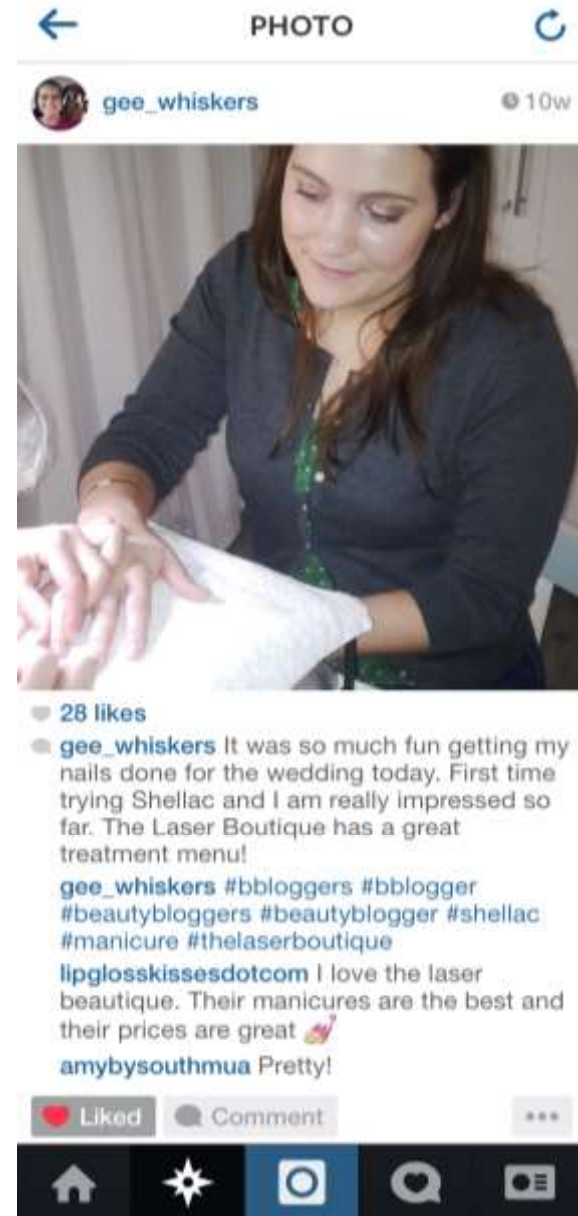 PHOTO
gee_whiskers 10w
28 likes
gee_whiskers It was so much fun getting my
nails done for the wedding today. First time
trying Shellac and I am really impressed so
far. The Laser Boutique has a great
treatment menu!
gee_whiskers #bbloggers #bblogger
#beautybloggers #beautyblogger #shellac
#manicure #thelaserboutique
lipglosskissesdotcom I love the laser
beautique. Their manicures are the best and
their prices are great 💅
amybysouthmua Pretty!
Liked Comment